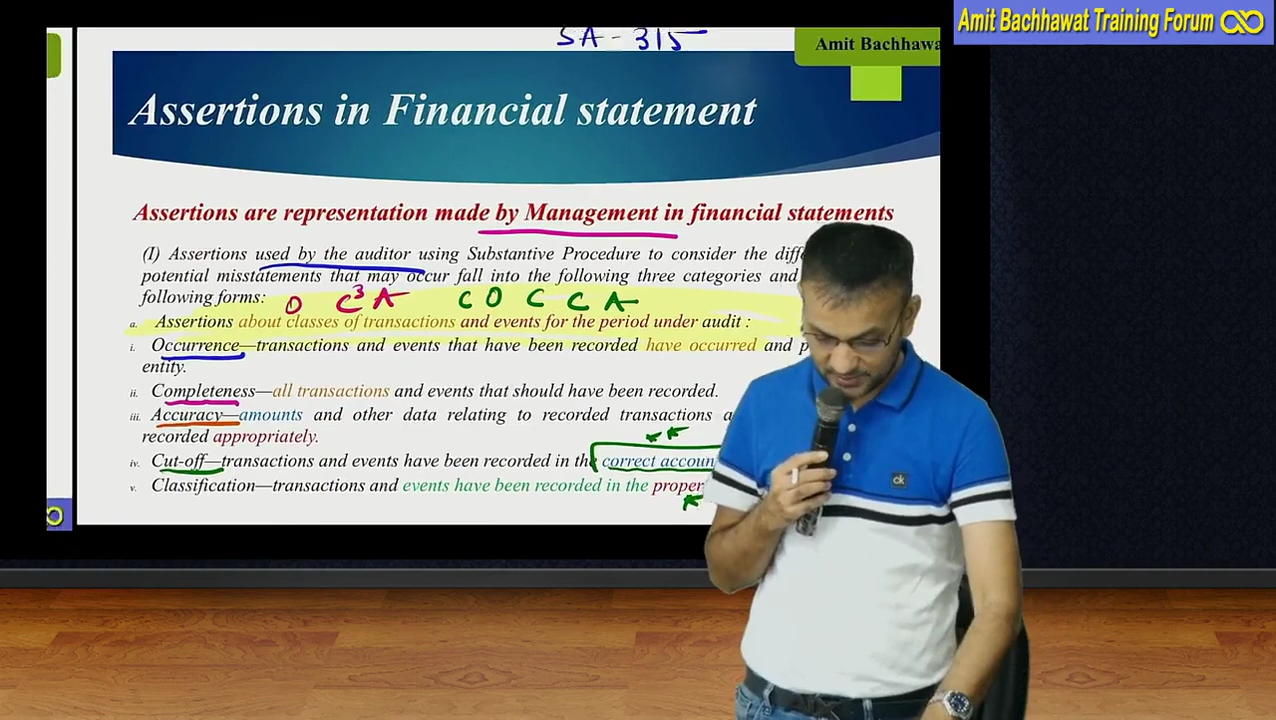 Amit Bachhawat Training Forum
SA - 315
Amit Bachhawa
Assertions in Financial statement
Assertions are representation made by Management in financial statements
(I) Assertions used by the auditor using Substantive Procedure to consider the diffe
potential misstatements that may occur fall into the following three categories and
following forms:
O C³ A C O C C A
a. Assertions about classes of transactions and events for the period under audit :
i. Occurrence—transactions and events that have been recorded have occurred and p
entity.
ii. Completeness—all transactions and events that should have been recorded.
iii. Accuracy—amounts and other data relating to recorded transactions a
recorded appropriately.
iv. Cut-off—transactions and events have been recorded in the correct accoun
v. Classification—transactions and events have been recorded in the proper
ck